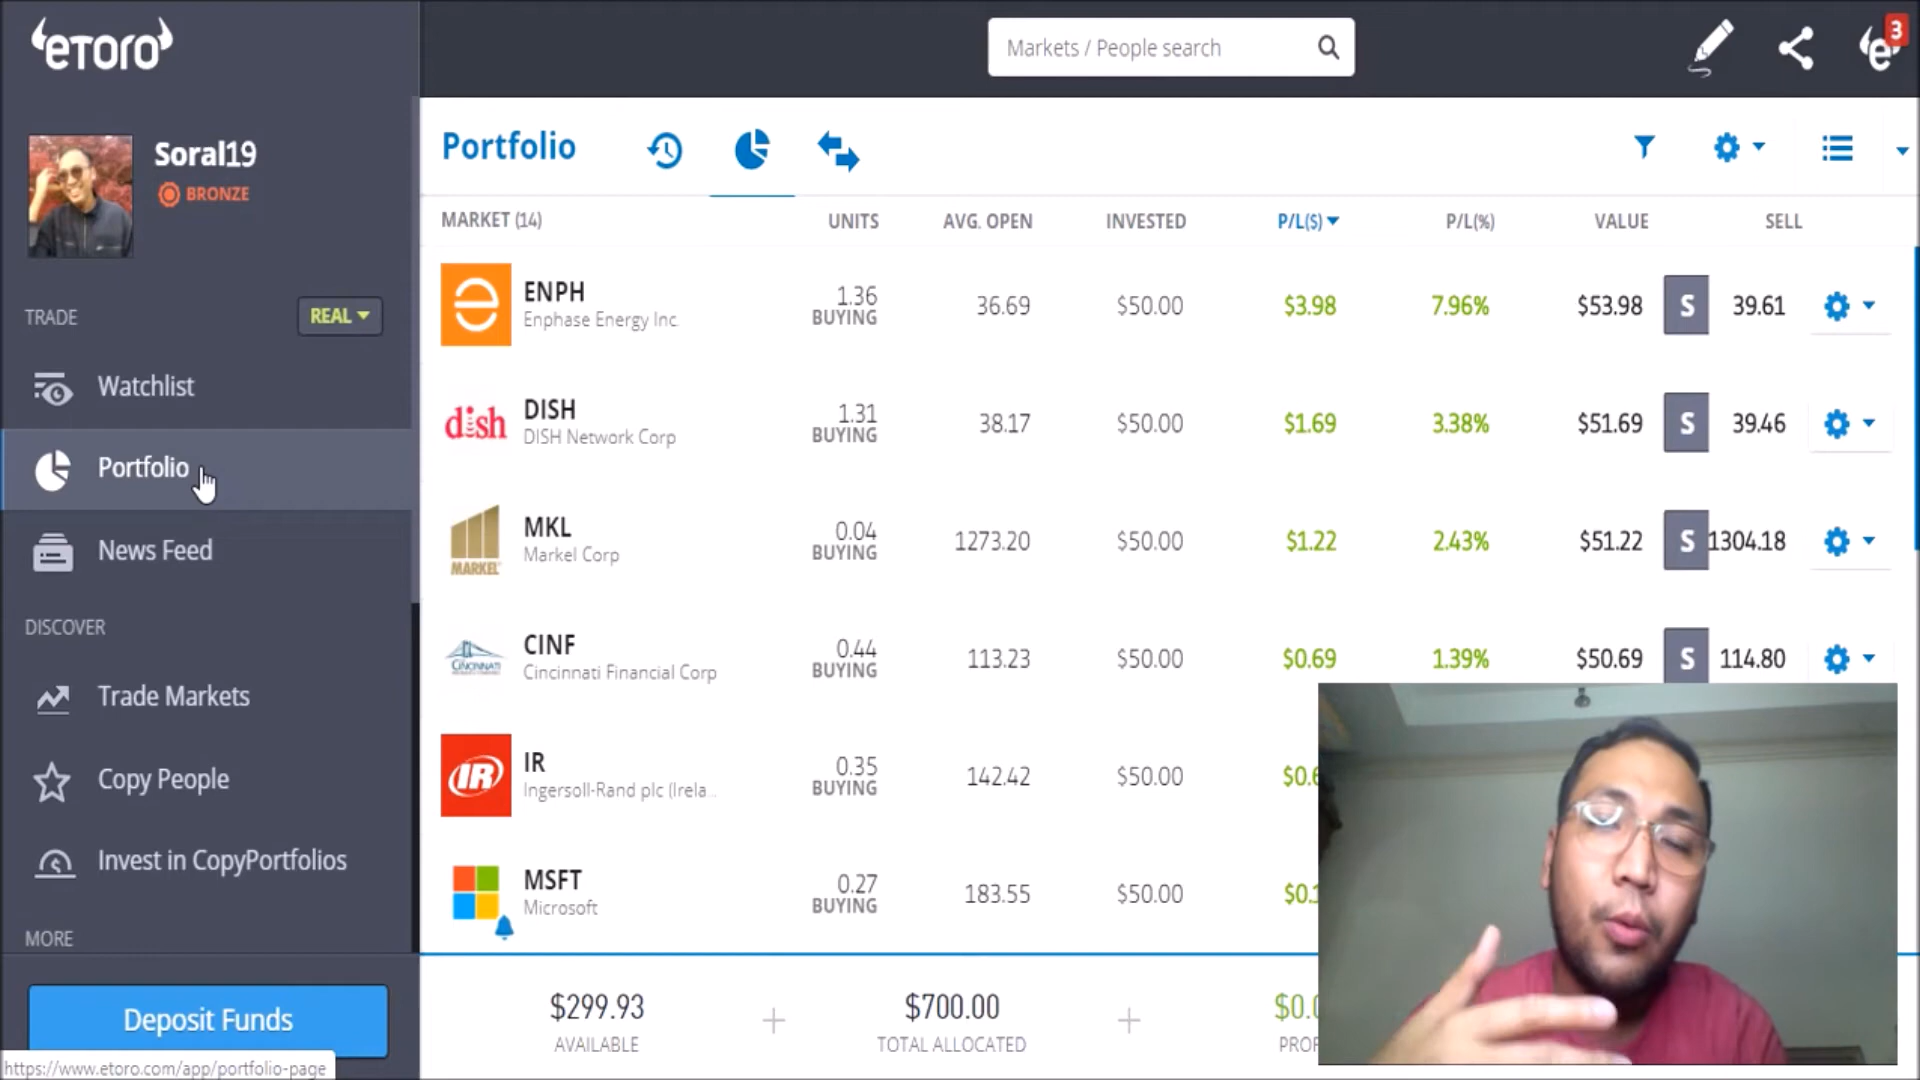 eToro
Markets / People search
3
Soral19
BRONZE
TRADE
REAL
Watchlist
Portfolio
News Feed
DISCOVER
Trade Markets
Copy People
Invest in CopyPortfolios
MORE
Deposit Funds
https://www.etoro.com/app/portfolio-page
Portfolio
MARKET (14) UNITS AVG. OPEN INVESTED P/L($) P/L(%) VALUE SELL
ENPH
Enphase Energy Inc
1.36
BUYING
36.69 $50.00 $3.98 7.96% $53.98 S 39.61
dish
DISH
DISH Network Corp
1.31
BUYING
38.17 $50.00 $1.69 3.38% $51.69 S 39.46
MARKEL
MKL
Markel Corp
0.04
BUYING
1273.20 $50.00 $1.22 2.43% $51.22 S 1304.18
CINCINNATI
CINF
Cincinnati Financial Corp
0.44
BUYING
113.23 $50.00 $0.69 1.39% $50.69 S 114.80
IR
IR
Ingersoll-Rand plc (Irela...
0.35
BUYING
142.42 $50.00
MSFT
Microsoft
0.27
BUYING
183.55 $50.00
$299.93
AVAILABLE
$700.00
TOTAL ALLOCATED